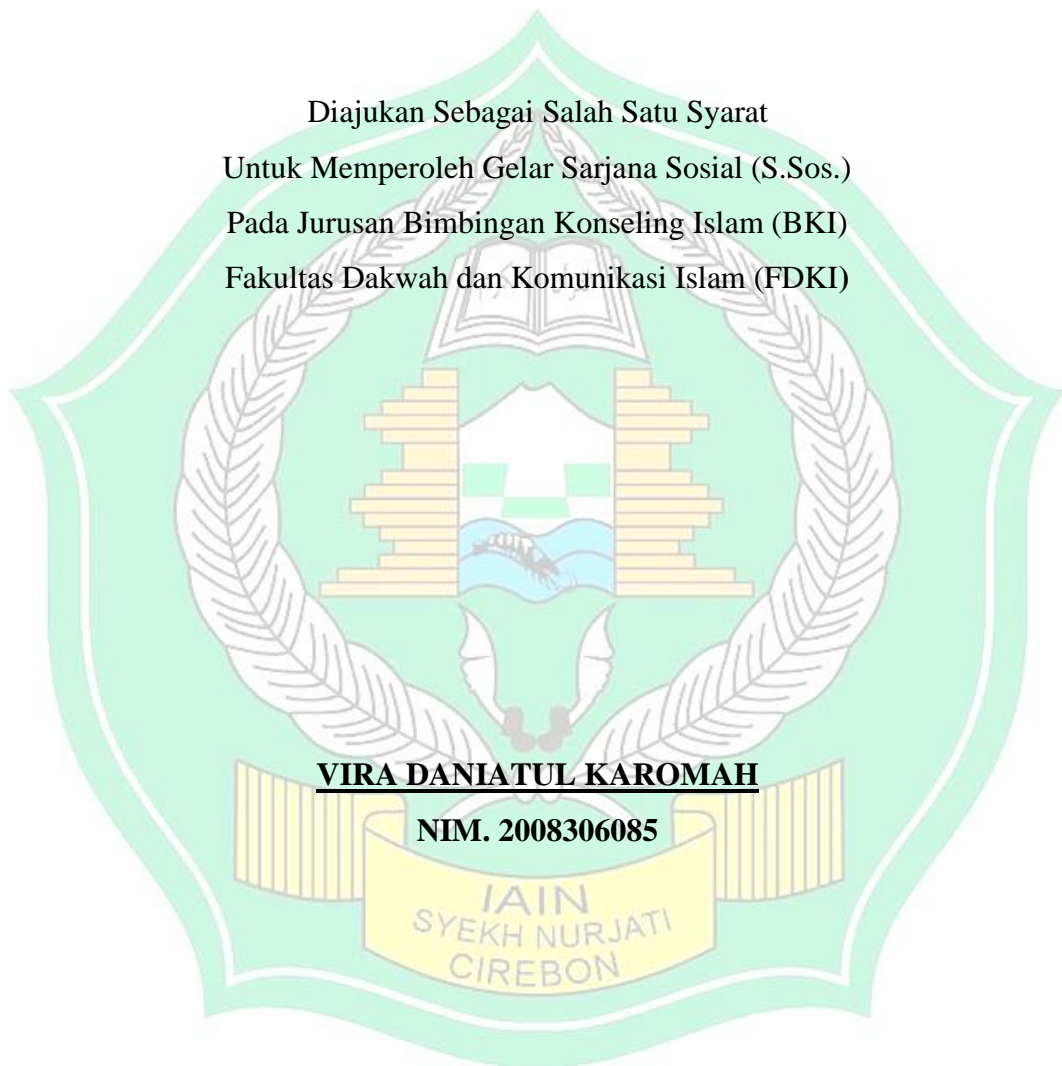 Diajukan Sebagai Salah Satu Syarat
Untuk Memperoleh Gelar Sarjana Sosial (S.Sos.)
Pada Jurusan Bimbingan Konseling Islam (BKI)
Fakultas Dakwah dan Komunikasi Islam (FDKI)
VIRA DANIATUL KAROMAH
NIM. 2008306085
IAIN
SYEKH NURJATI
CIREBON